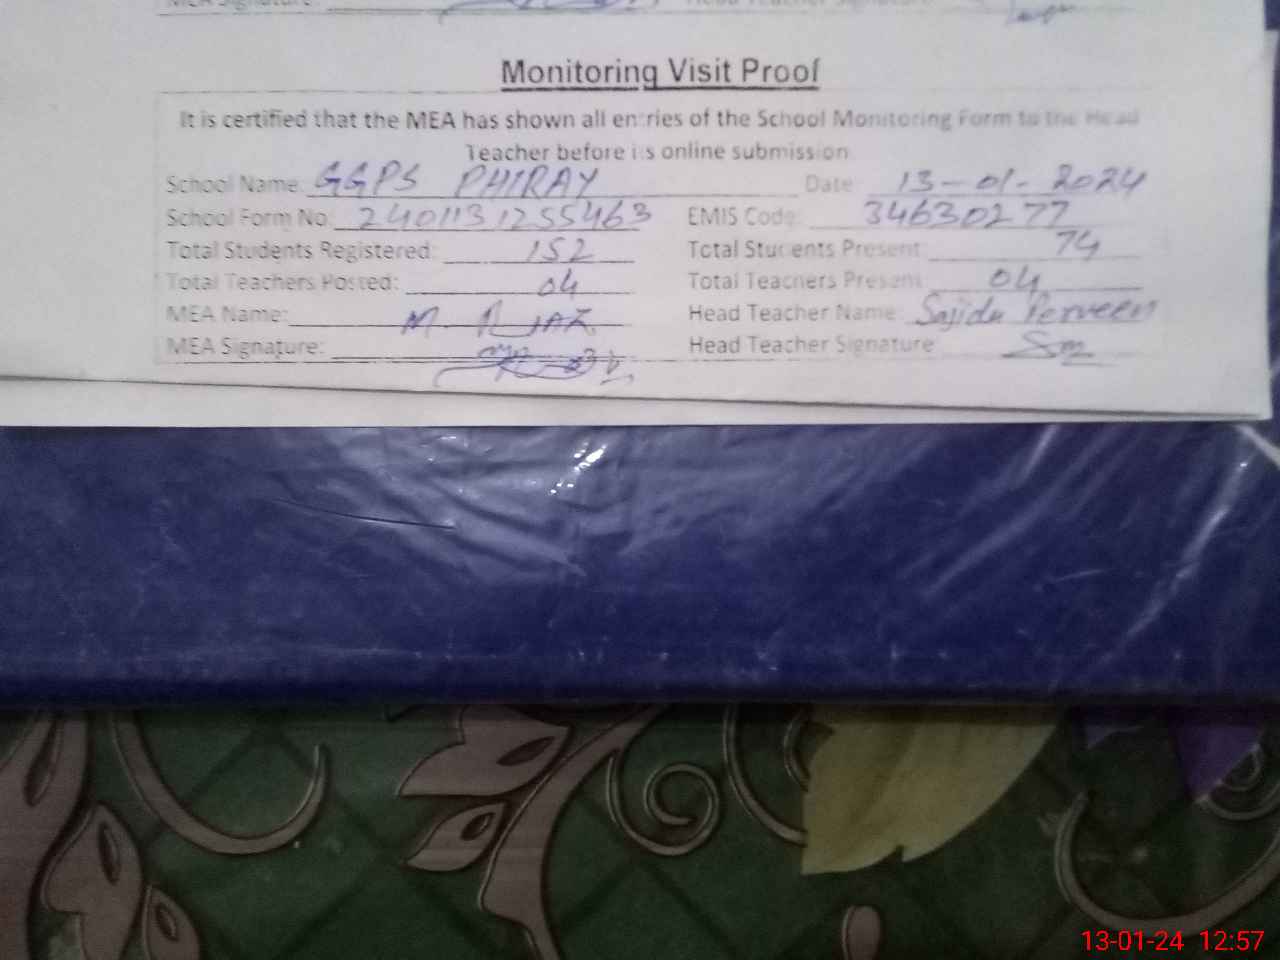 Monitoring Visit Proof
It is certified that the MEA has shown all entries of the School Monitoring Form to the Head
Teacher before its online submission
School Name: GGPS PHIRAY Date: 13-01-2024
School Form No: 2401131255463 EMIS Code: 34630277
Total Students Registered: 152 Total Students Present: 74
Total Teachers Posted: 04 Total Teachers Present: 04
MEA Name: M RIAZ Head Teacher Name: Sajida Perveen
MEA Signature: Head Teacher Signature
13-01-24 12:57